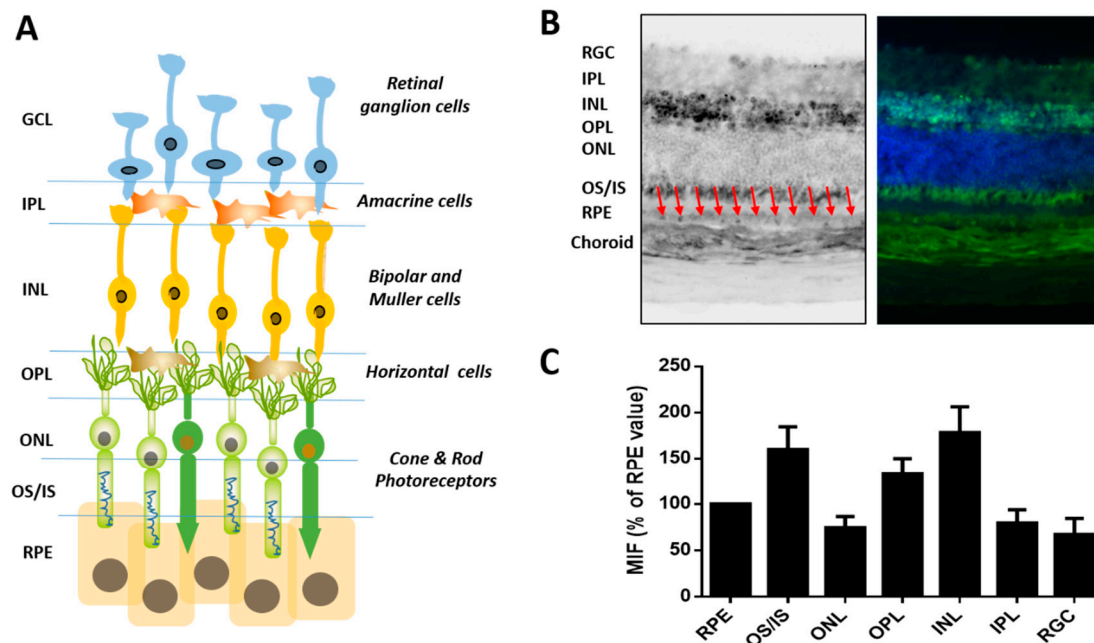 A
GCL
Retinal
ganglion cells
IPL
Amacrine cells
INL
Bipolar and
Muller cells
OPL
Horizontal cells
ONL
OS/IS
Cone & Rod
Photoreceptors
RPE
B
RGC
IPL
INL
OPL
ONL
OS/IS
RPE
Choroid
C
MIF (% of RPE value)
250
200
150
100
50
0
RPE
OS/IS
ONL
OPL
INL
IPL
RGC